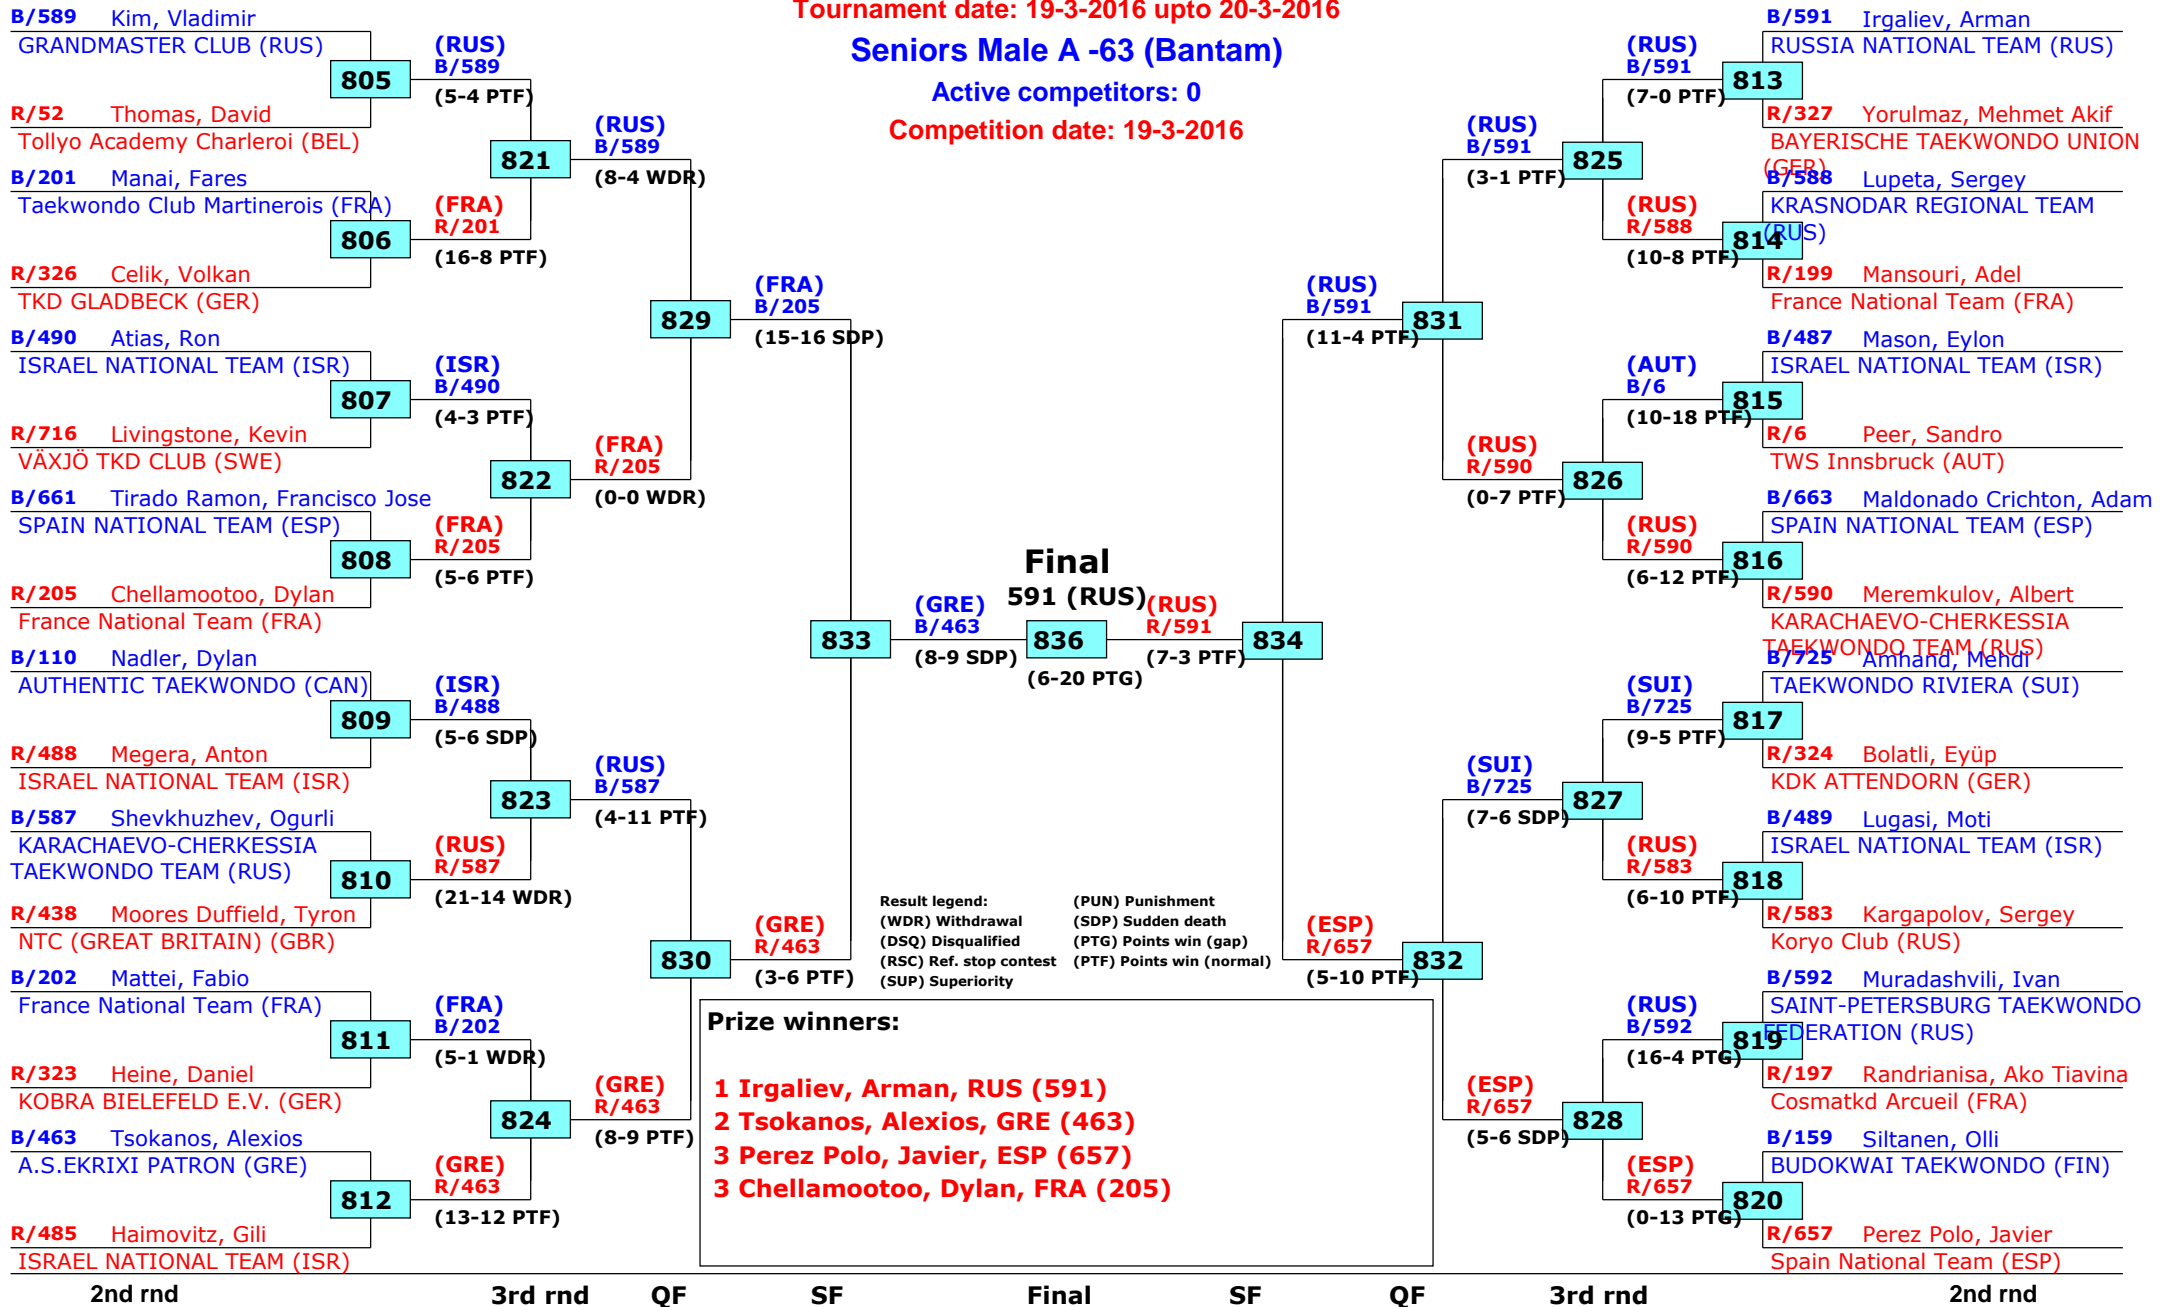 Tournament date: 19-3-2016 upto 20-3-2016
Seniors Male A -63 (Bantam)
Active competitors: 0
Competition date: 19-3-2016
B/589 Kim, Vladimir
GRANDMASTER CLUB (RUS)
805
R/52 Thomas, David
Tollyo Academy Charleroi (BEL)
B/201 Manai, Fares
Taekwondo Club Martinerois (FRA)
806
R/326 Celik, Volkan
TKD GLADBECK (GER)
B/490 Atias, Ron
ISRAEL NATIONAL TEAM (ISR)
807
R/716 Livingstone, Kevin
VÄXJÖ TKD CLUB (SWE)
B/661 Tirado Ramon, Francisco Jose
SPAIN NATIONAL TEAM (ESP)
808
R/205 Chellamootoo, Dylan
France National Team (FRA)
B/110 Nadler, Dylan
AUTHENTIC TAEKWONDO (CAN)
809
R/488 Megera, Anton
ISRAEL NATIONAL TEAM (ISR)
B/587 Shevkhuzhev, Ogurli
KARACHAEVO-CHERKESSIA
TAEKWONDO TEAM (RUS)
810
R/438 Moores Duffield, Tyron
NTC (GREAT BRITAIN) (GBR)
B/202 Mattei, Fabio
France National Team (FRA)
811
R/323 Heine, Daniel
KOBRA BIELEFELD E.V. (GER)
B/463 Tsokanos, Alexios
A.S.EKRIXI PATRON (GRE)
812
R/485 Haimovitz, Gili
ISRAEL NATIONAL TEAM (ISR)
(RUS)
B/589
(5-4 PTF)
821
(FRA)
R/201
(16-8 PTF)
(ISR)
B/490
(4-3 PTF)
822
(FRA)
R/205
(5-6 PTF)
(ISR)
B/488
(5-6 SDP)
823
(RUS)
R/587
(21-14 WDR)
(FRA)
B/202
(5-1 WDR)
824
(GRE)
R/463
(13-12 PTF)
(RUS)
B/589
(8-4 WDR)
829
(FRA)
R/205
(0-0 WDR)
(RUS)
B/587
(4-11 PTF)
830
(GRE)
R/463
(8-9 PTF)
(FRA)
B/205
(15-16 SDP)
833
(GRE)
R/463
(3-6 PTF)
(GRE)
B/463
(8-9 SDP)
Final
591 (RUS)
836
(6-20 PTG)
(RUS)
R/591
(7-3 PTF)
834
(RUS)
B/591
(11-4 PTF)
831
(ESP)
R/657
(5-10 PTF)
832
(RUS)
B/591
(3-1 PTF)
825
(RUS)
R/590
(0-7 PTF)
826
(SUI)
B/725
(7-6 SDP)
827
(ESP)
R/657
(5-6 SDP)
828
(RUS)
B/591
(7-0 PTF)
813
(RUS)
R/588
(10-8 PTF)
814
(AUT)
B/6
(10-18 PTF)
815
(RUS)
R/590
(6-12 PTF)
816
(SUI)
B/725
(9-5 PTF)
817
(RUS)
R/583
(6-10 PTF)
818
(RUS)
B/592
(16-4 PTG)
819
(ESP)
R/657
(0-13 PTG)
820
B/591 Irgaliev, Arman
RUSSIA NATIONAL TEAM (RUS)
R/327 Yorulmaz, Mehmet Akif
BAYERISCHE TAEKWONDO UNION
(GER)
B/588 Lupeta, Sergey
KRASNODAR REGIONAL TEAM
(RUS)
R/199 Mansouri, Adel
France National Team (FRA)
B/487 Mason, Eylon
ISRAEL NATIONAL TEAM (ISR)
R/6 Peer, Sandro
TWS Innsbruck (AUT)
B/663 Maldonado Crichton, Adam
SPAIN NATIONAL TEAM (ESP)
R/590 Meremkulov, Albert
KARACHAEVO-CHERKESSIA
TAEKWONDO TEAM (RUS)
B/725 Amhand, Mehdi
TAEKWONDO RIVIERA (SUI)
R/324 Bolatli, Eyüp
KDK ATTENDORN (GER)
B/489 Lugasi, Moti
ISRAEL NATIONAL TEAM (ISR)
R/583 Kargapolov, Sergey
Koryo Club (RUS)
B/592 Muradashvili, Ivan
SAINT-PETERSBURG TAEKWONDO
FEDERATION (RUS)
R/197 Randrianisa, Ako Tiavina
Cosmatkd Arcueil (FRA)
B/159 Siltanen, Olli
BUDOKWAI TAEKWONDO (FIN)
R/657 Perez Polo, Javier
Spain National Team (ESP)
Result legend: (PUN) Punishment
(WDR) Withdrawal (SDP) Sudden death
(DSQ) Disqualified (PTG) Points win (gap)
(RSC) Ref. stop contest (PTF) Points win (normal)
(SUP) Superiority
Prize winners:
1 Irgaliev, Arman, RUS (591)
2 Tsokanos, Alexios, GRE (463)
3 Perez Polo, Javier, ESP (657)
3 Chellamootoo, Dylan, FRA (205)
2nd rnd 3rd rnd QF SF Final SF QF 3rd rnd 2nd rnd